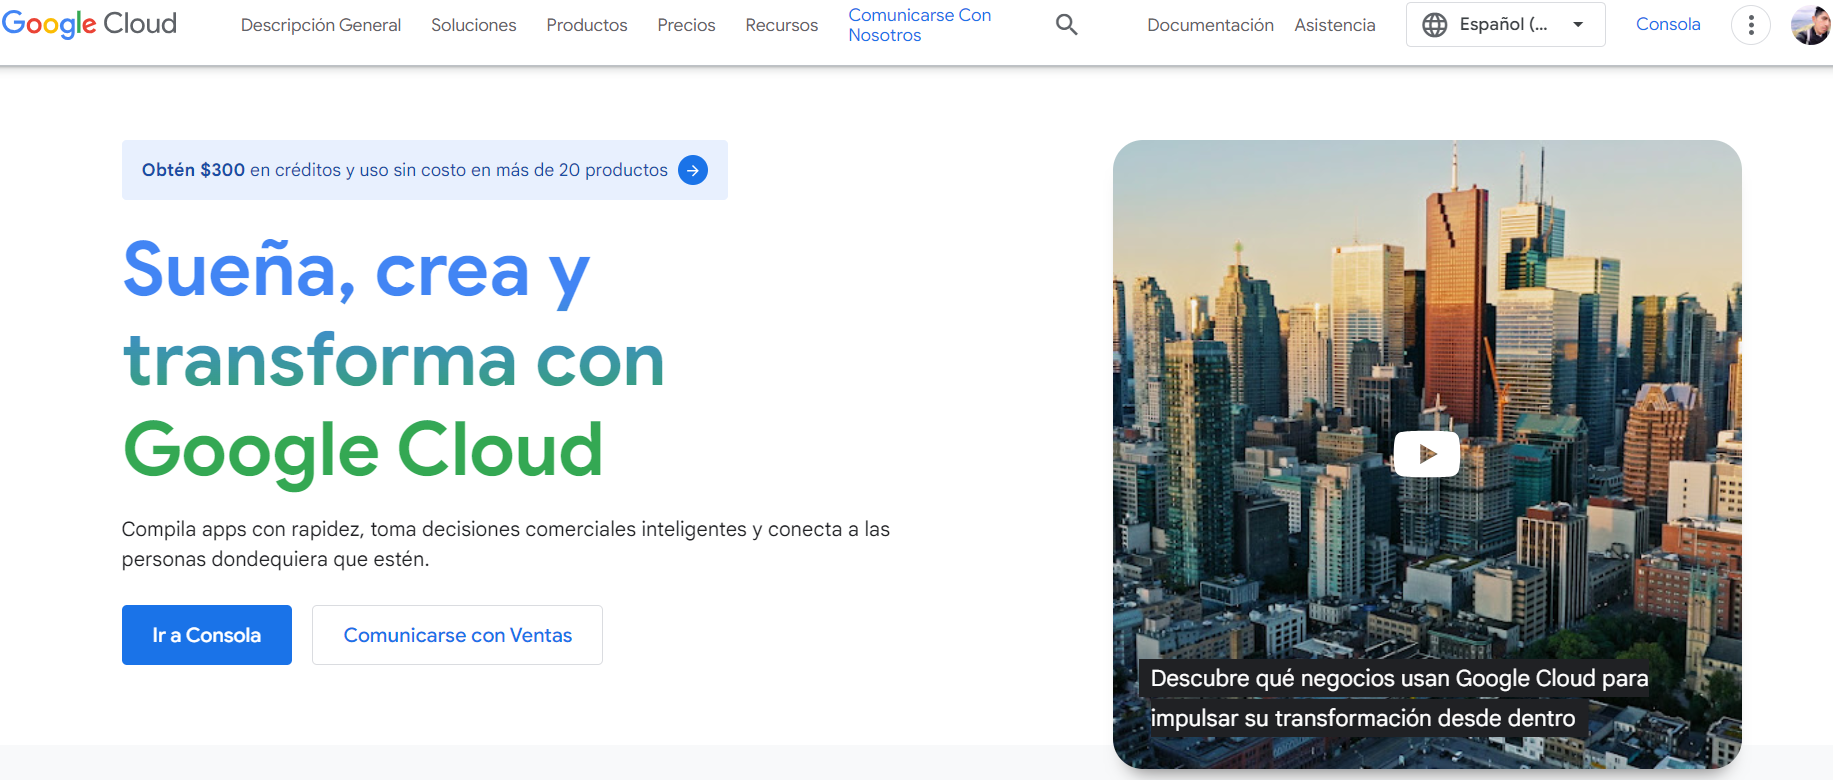 Google Cloud
Descripción General
Soluciones
Productos
Precios
Recursos
Comunicarse Con
Nosotros
Documentación
Asistencia
Español (...
Consola
Obtén $300 en créditos y uso sin costo en más de 20 productos
Sueña, crea y
transforma con
Google Cloud
Compila apps con rapidez, toma decisiones comerciales inteligentes y conecta a las
personas dondequiera que estén.
Ir a Consola
Comunicarse con Ventas
Descubre qué negocios usan Google Cloud para
impulsar su transformación desde dentro